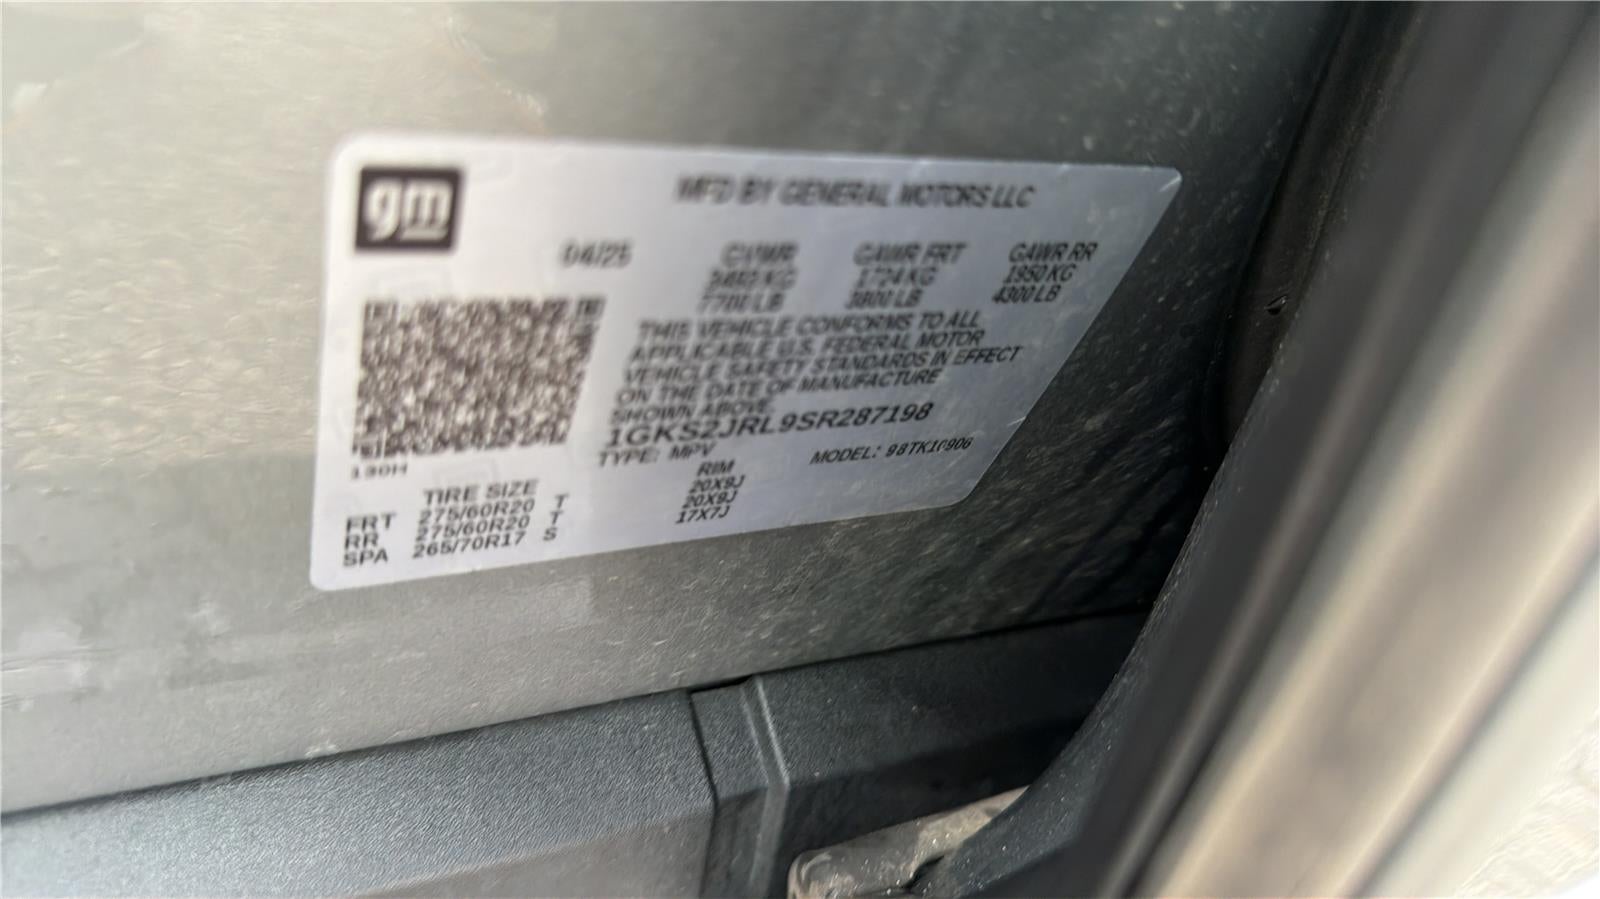 gm
MFD BY GENERAL MOTORS LLC
04/25 GVWR GAWR FRT GAWR RR
KG 1724 KG 1950 KG
7700 LB 3800 LB 4300 LB
THIS VEHICLE CONFORMS TO ALL
APPLICABLE U.S. FEDERAL MOTOR
VEHICLE SAFETY STANDARDS IN EFFECT
ON THE DATE OF MANUFACTURE
SHOWN ABOVE
1GKS2JRL9SR287198
TYPE: MPV MODEL: 98TK10906
130H
TIRE SIZE RIM
FRT 275/60R20 T 20X9J
RR 275/60R20 T 20X9J
SPA 265/70R17 S 17X7J